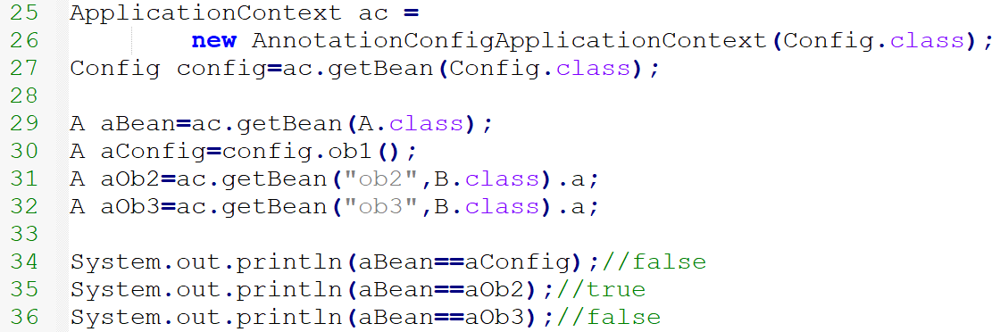 25 ApplicationContext ac =
26         new AnnotationConfigApplicationContext(Config.class);
27 Config config=ac.getBean(Config.class);
28
29 A aBean=ac.getBean(A.class);
30 A aConfig=config.ob1();
31 A aOb2=ac.getBean("ob2",B.class).a;
32 A aOb3=ac.getBean("ob3",B.class).a;
33
34 System.out.println(aBean==aConfig);//false
35 System.out.println(aBean==aOb2);//true
36 System.out.println(aBean==aOb3);//false